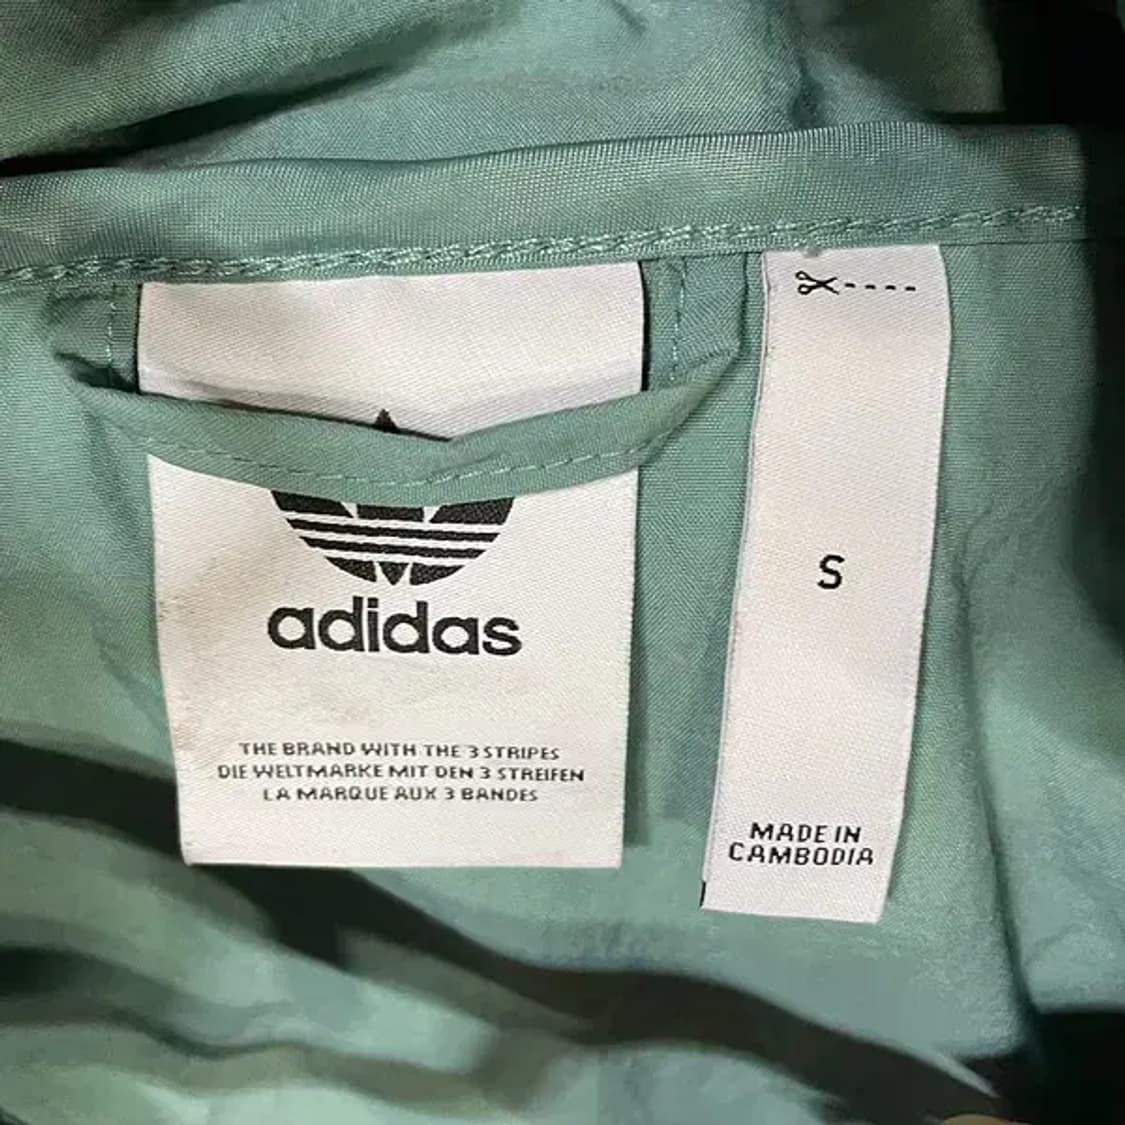 adidas
THE BRAND WITH THE 3 STRIPES
DIE WELTMARKE MIT DEN 3 STREIFEN
LA MARQUE AUX 3 BANDES
S
MADE IN
CAMBODIA